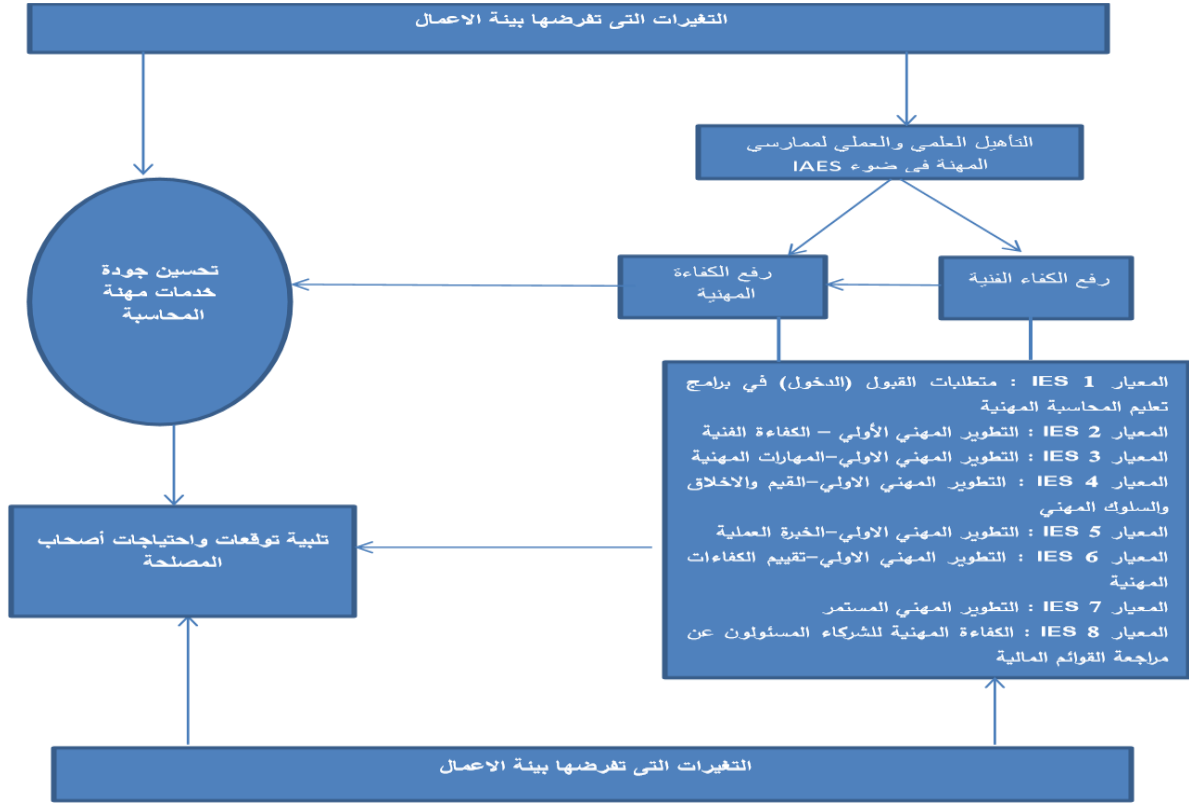 التغيرات التى تفرضها بيئة الاعمال
التأهيل العلمي والعملي لممارسي
المهنة في ضوء IAES
رفع الكفاء الفنية
رفع الكفاءة
المهنية
تحسين جودة
خدمات مهنة
المحاسبة
المعيار IES 1 : متطلبات القبول (الدخول) في برامج
تعليم المحاسبة المهنية
المعيار IES 2 : التطوير المهني الأولي – الكفاءة الفنية
المعيار IES 3 : التطوير المهني الاولي–المهارات المهنية
المعيار IES 4 : التطوير المهني الاولي–القيم والاخلاق
والسلوك المهني
المعيار IES 5 : التطوير المهني الاولي–الخبرة العملية
المعيار IES 6 : التطوير المهني الاولي–تقييم الكفاءات
المهنية
المعيار IES 7 : التطوير المهني المستمر
المعيار IES 8 : الكفاءة المهنية للشركاء المسئولون عن
مراجعة القوائم المالية
تلبية توقعات واحتياجات أصحاب
المصلحة
التغيرات التى تفرضها بيئة الاعمال